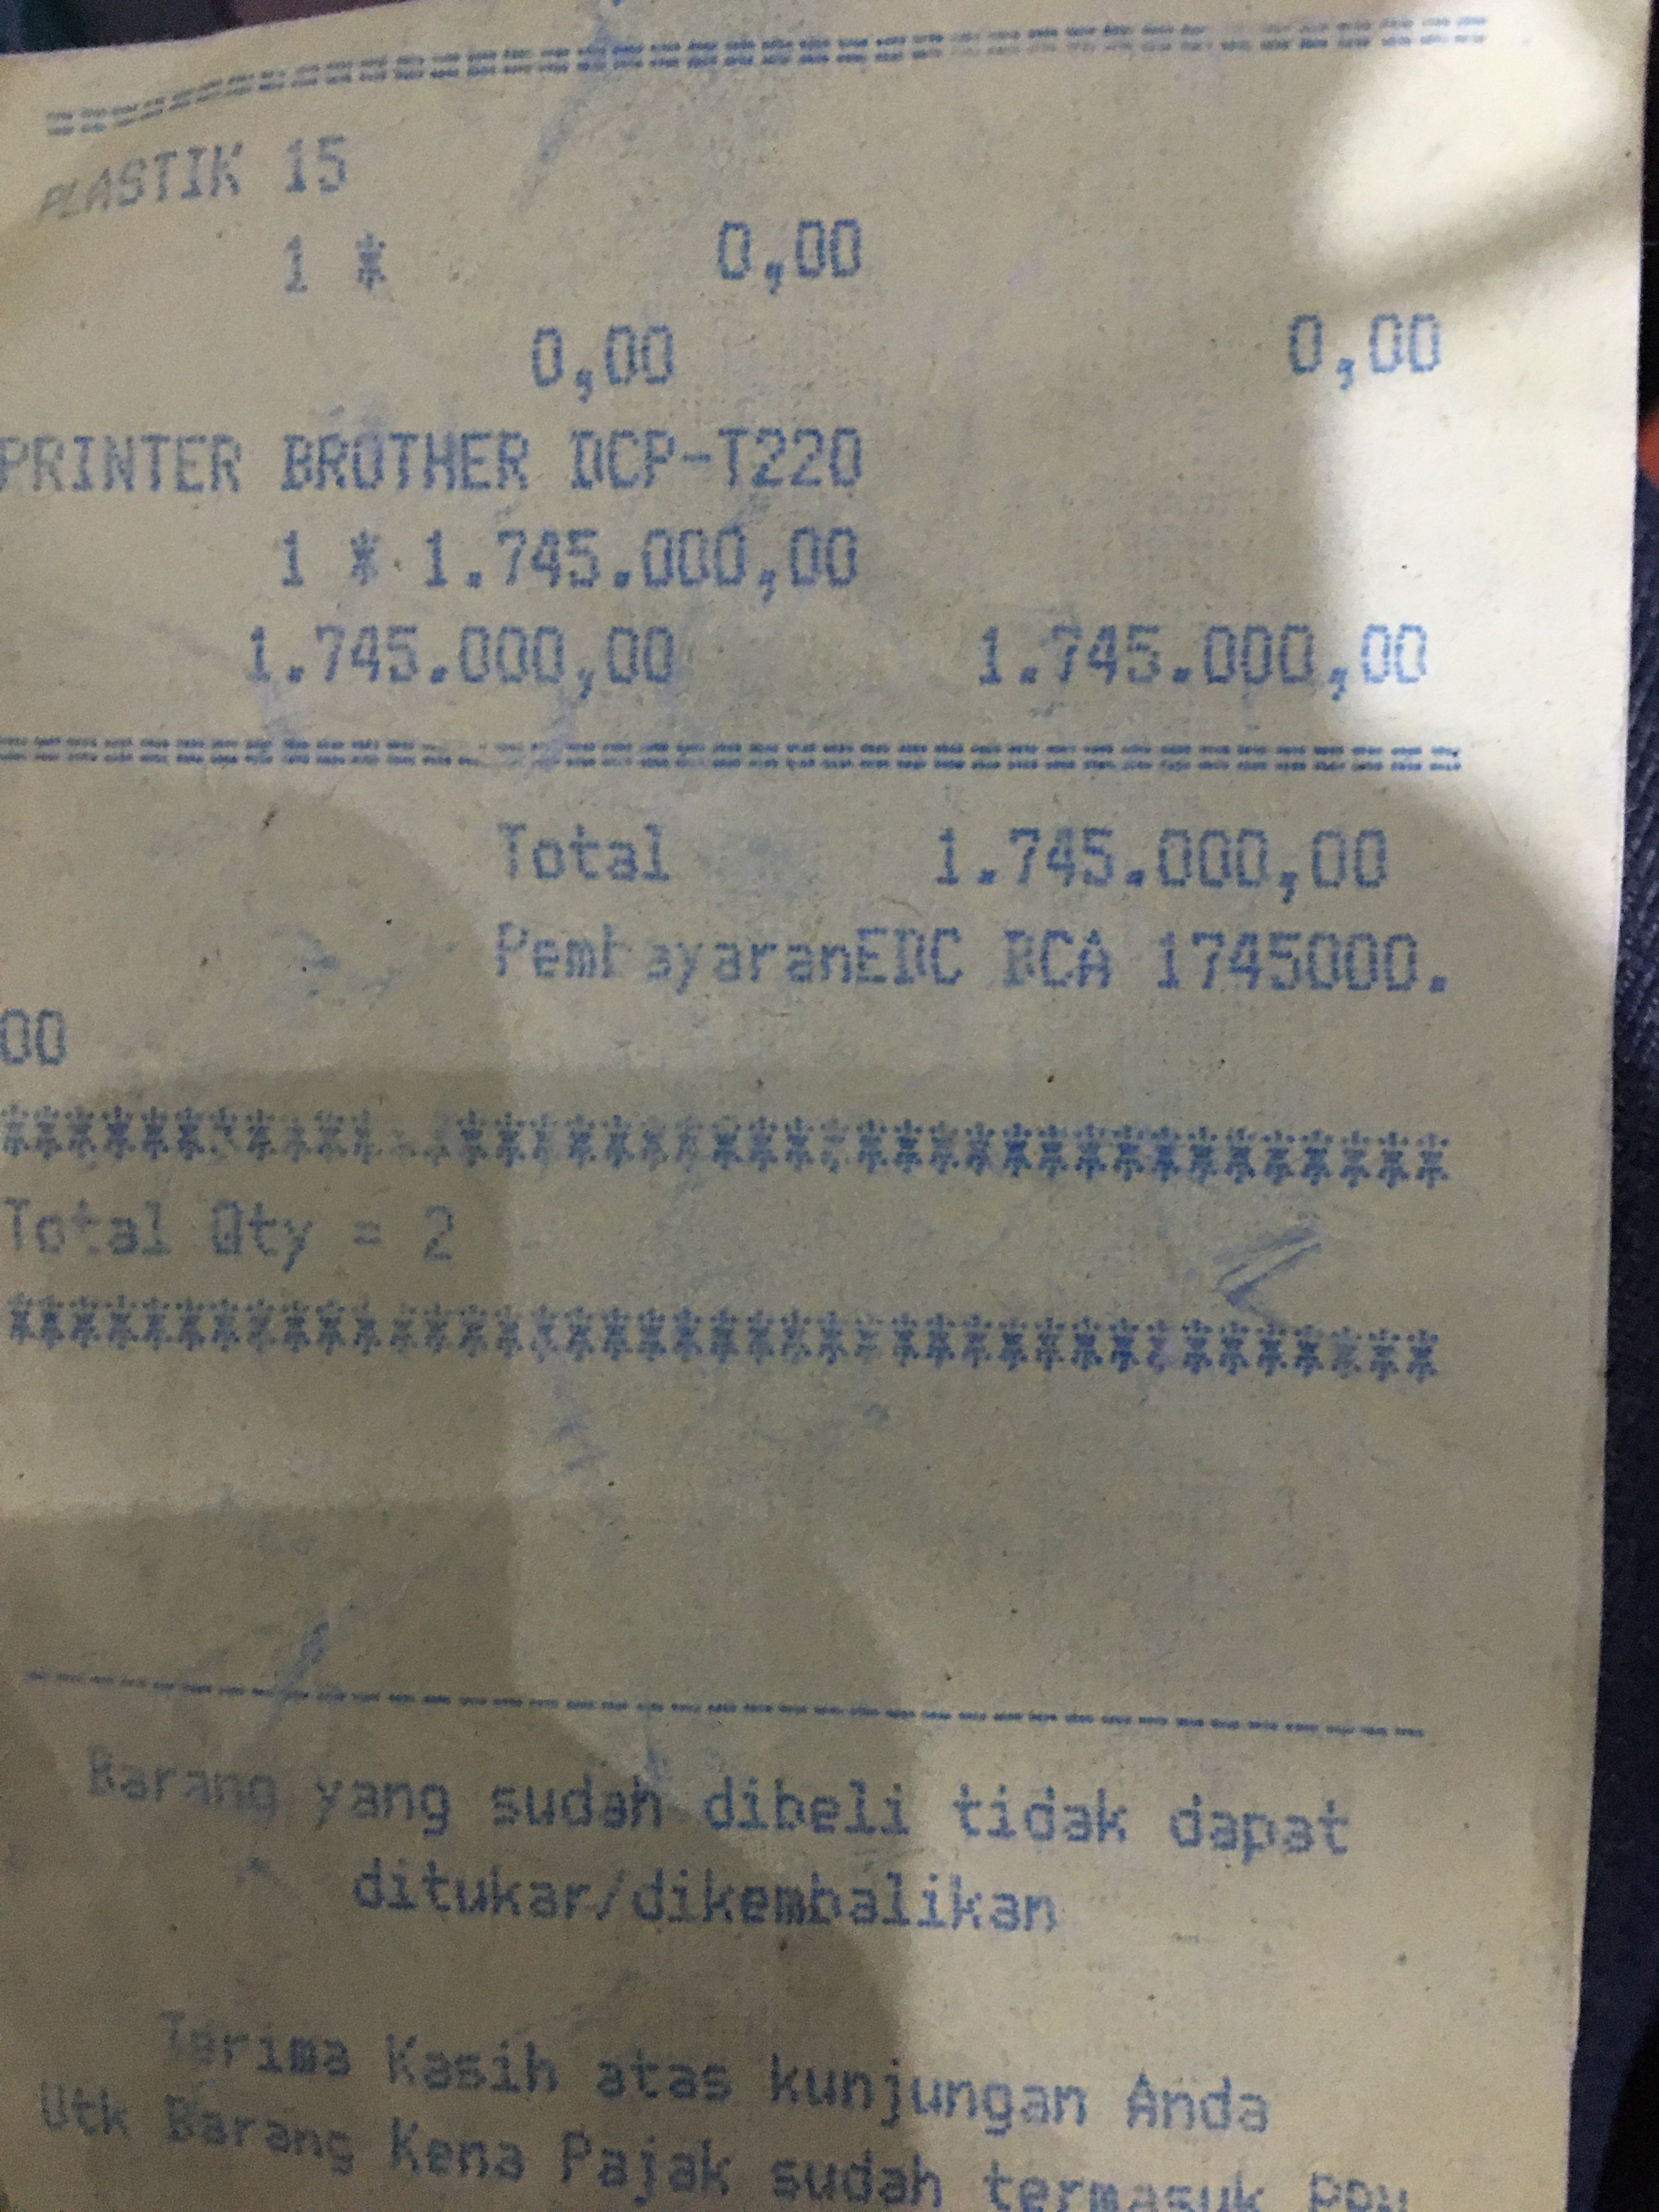 ================================
PLASTIK 15
1 * 0,00
0,00 0,00
PRINTER BROTHER DCP-T220
1 * 1.745.000,00
1.745.000,00 1.745.000,00
================================
Total 1.745.000,00
PembayaranEDC BCA 1745000.
00
****************************************
Total Qty = 2
****************************************
----------------------------------------
Barang yang sudah dibeli tidak dapat
ditukar/dikembalikan
Terima Kasih atas kunjungan Anda
Utk Barang Kena Pajak sudah termasuk PPN